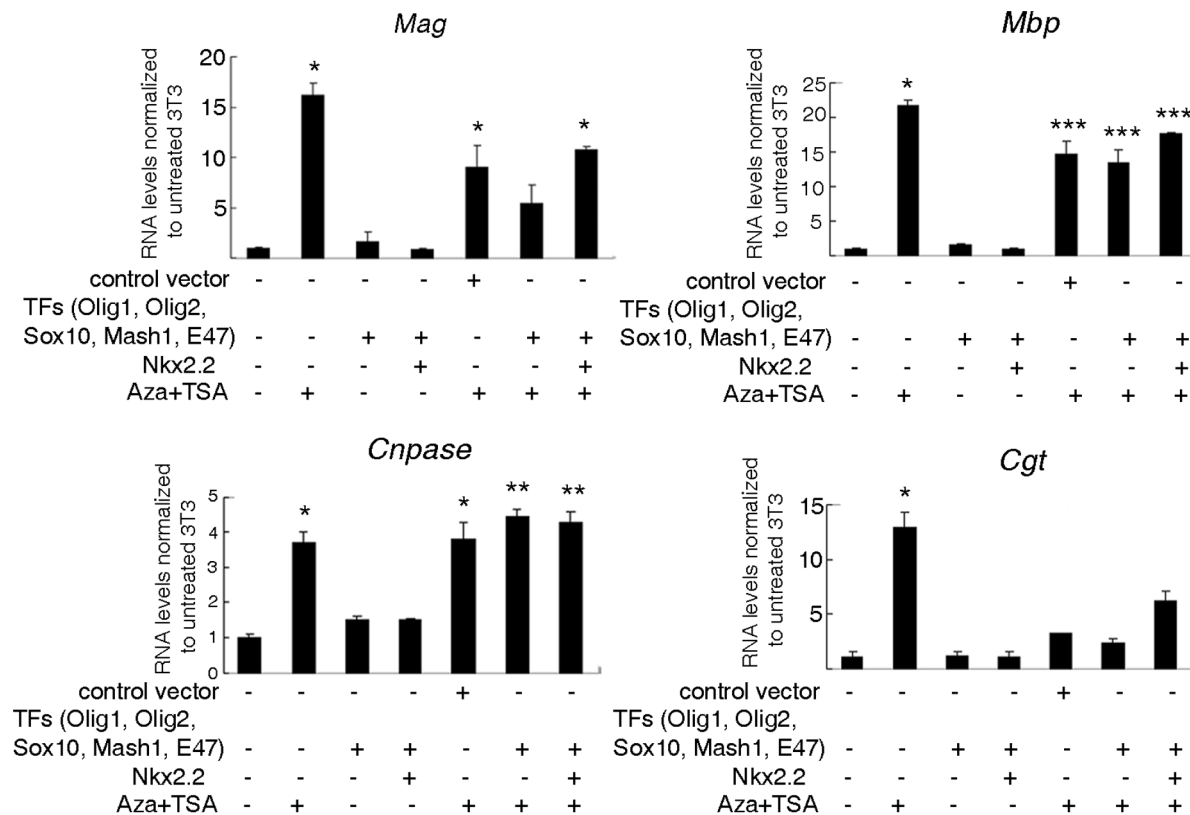 Mag
RNA levels normalized
to untreated 3T3
20
15
10
5
*
*
*
control vector - - - - + - -
TFs (Olig1, Olig2,
Sox10, Mash1, E47) - - + + - + +
Nkx2.2 - - - + - - +
Aza+TSA - + - - + + +
Mbp
RNA levels normalized
to untreated 3T3
25
20
15
10
5
*
***
***
***
control vector - - - - + - -
TFs (Olig1, Olig2,
Sox10, Mash1, E47) - - + + - + +
Nkx2.2 - - - + - - +
Aza+TSA - + - - + + +
Cnpase
RNA levels normalized
to untreated 3T3
5
4
3
2
1
0
*
*
**
**
control vector - - - - + - -
TFs (Olig1, Olig2,
Sox10, Mash1, E47) - - + + - + +
Nkx2.2 - - - + - - +
Aza+TSA - + - - + + +
Cgt
RNA levels normalized
to untreated 3T3
15
10
5
*
control vector - - - - + - -
TFs (Olig1, Olig2,
Sox10, Mash1, E47) - - + + - + +
Nkx2.2 - - - + - - +
Aza+TSA - + - - + + +